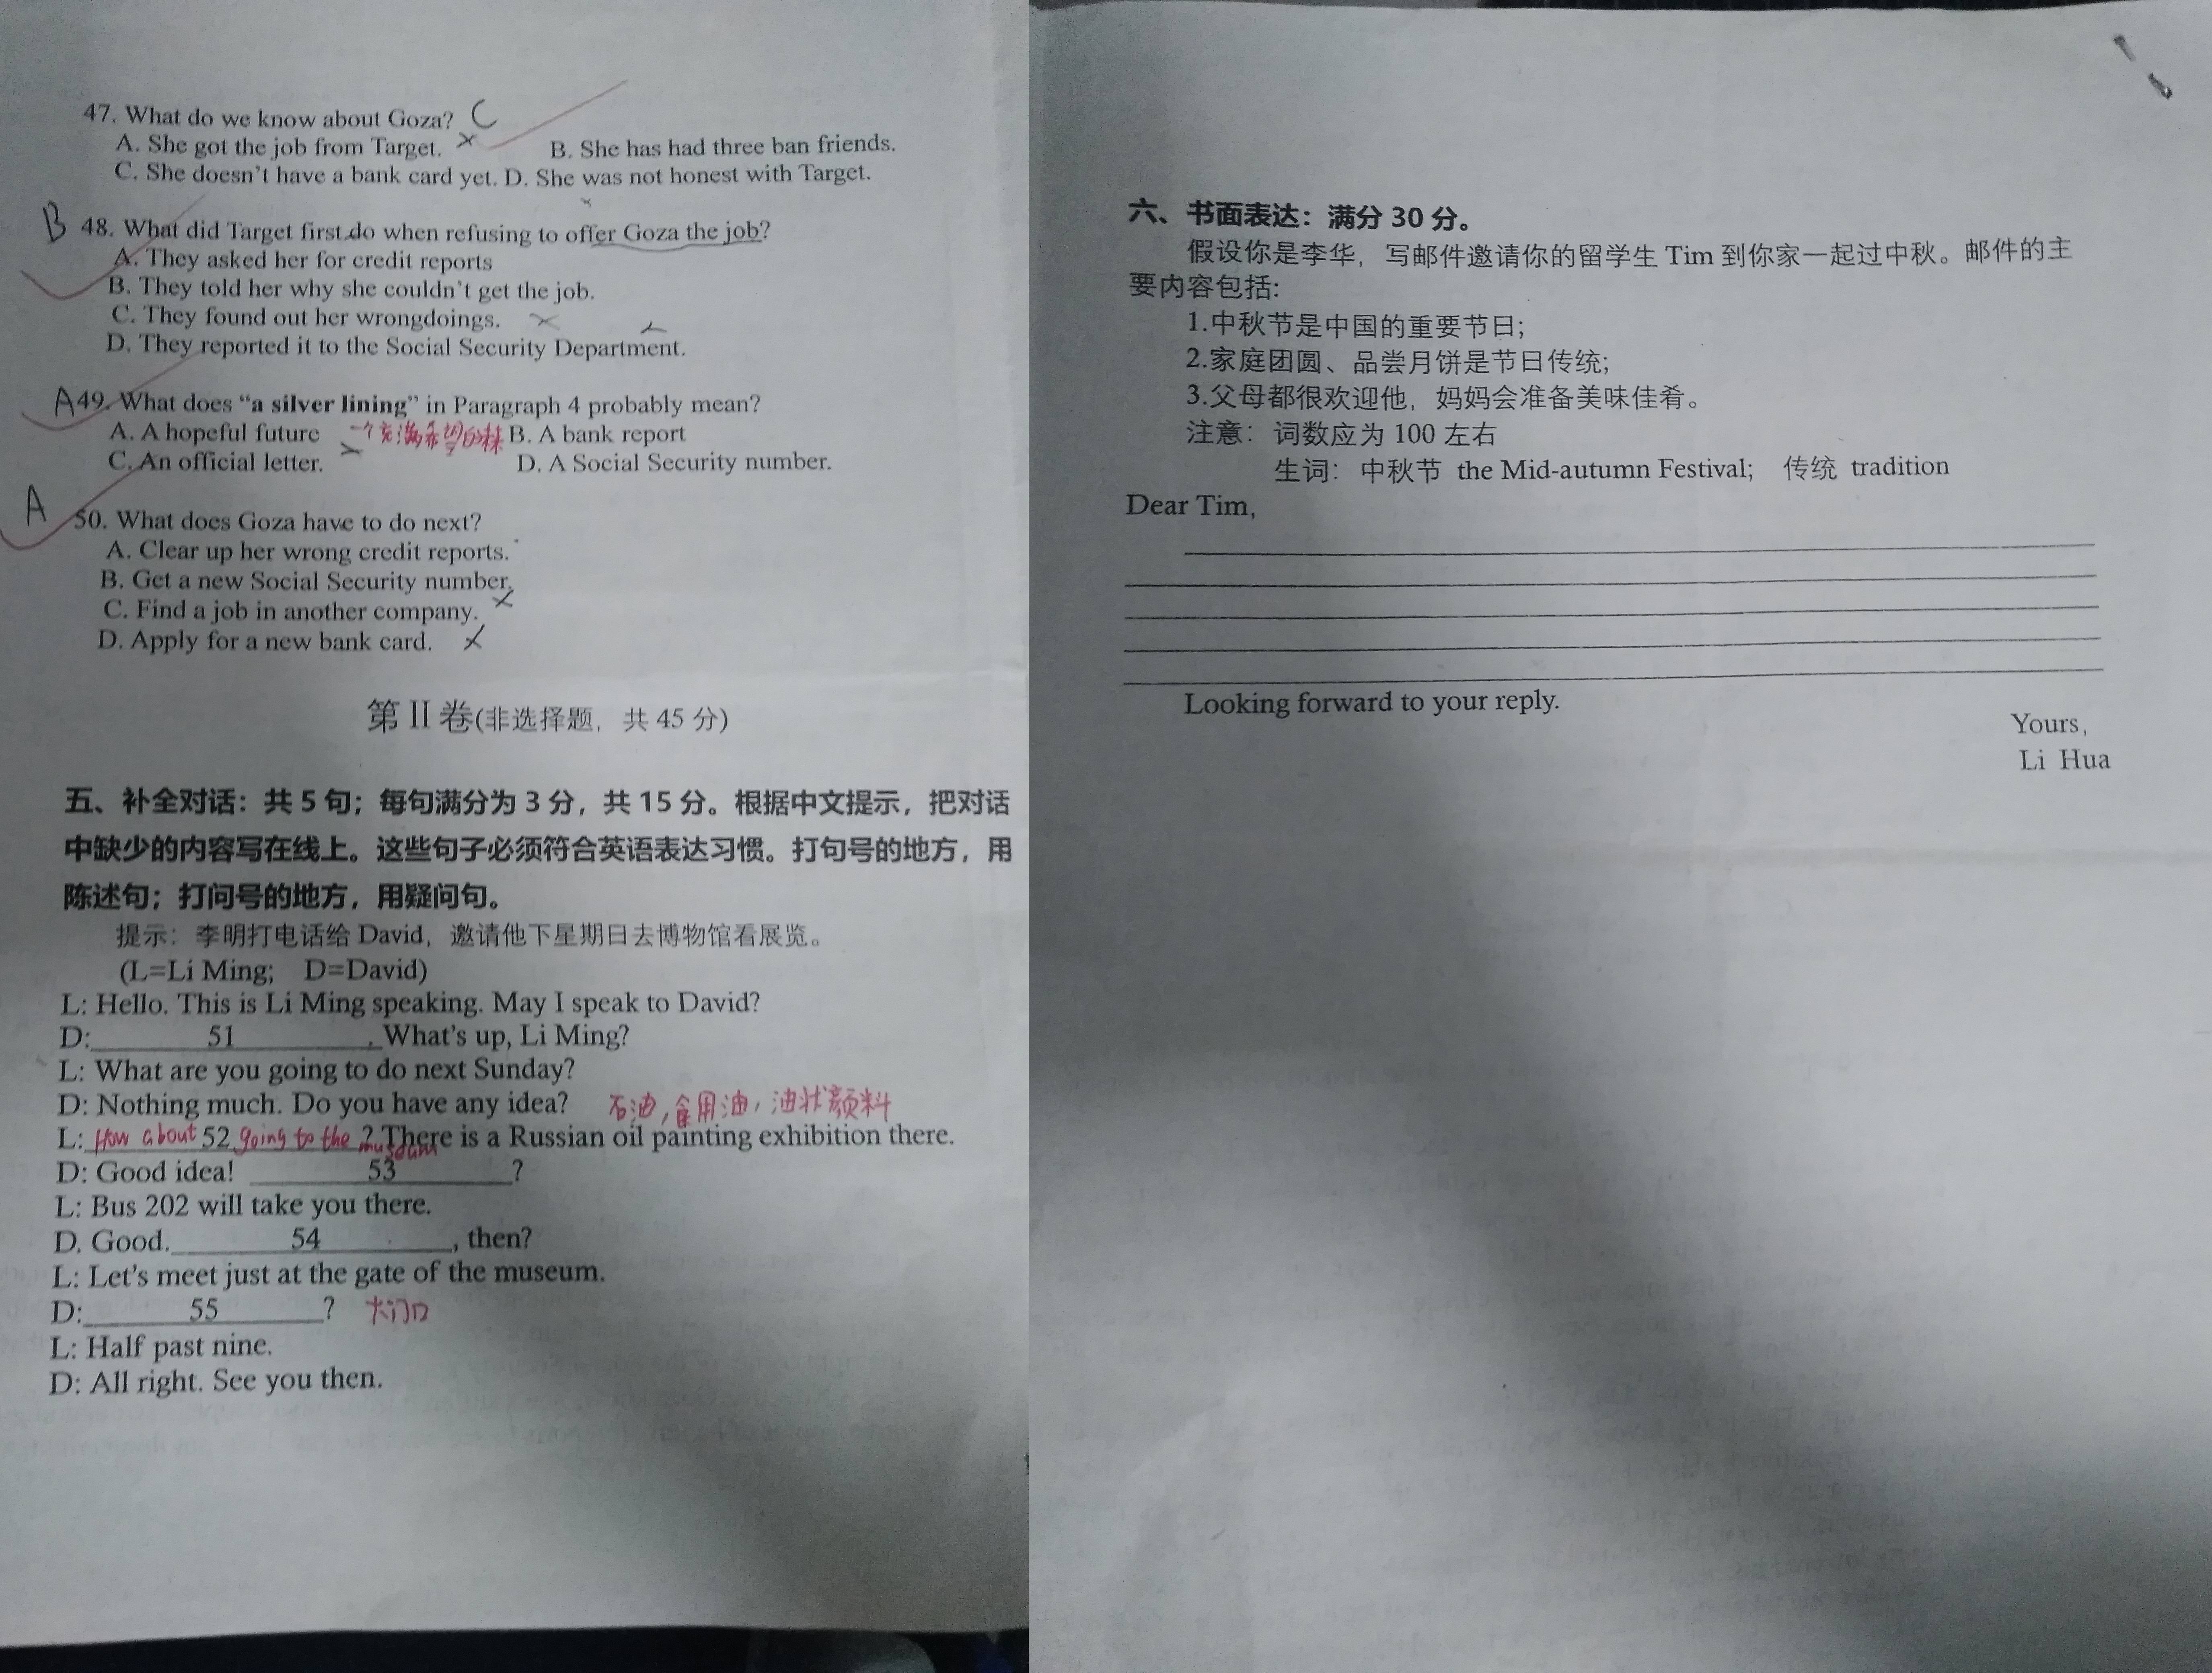 47. What do we know about Goza? C
A. She got the job from Target. × B. She has had three ban friends.
C. She doesn't have a bank card yet. D. She was not honest with Target.
×
B 48. What did Target first do when refusing to offer Goza the job?
A. They asked her for credit reports
B. They told her why she couldn't get the job.
C. They found out her wrongdoings. ×
D. They reported it to the Social Security Department.
A 49. What does “a silver lining” in Paragraph 4 probably mean?
A. A hopeful future 一个充满希望的 B. A bank report
C. An official letter. × D. A Social Security number.
A 50. What does Goza have to do next?
A. Clear up her wrong credit reports.
B. Get a new Social Security number.
C. Find a job in another company. ×
D. Apply for a new bank card. ×
第 II 卷(非选择题，共 45 分)
五、补全对话：共 5 句；每句满分为 3 分，共 15 分。根据中文提示，把对话
中缺少的内容写在线上。这些句子必须符合英语表达习惯。打句号的地方，用
陈述句；打问号的地方，用疑问句。
提示：李明打电话给 David，邀请他下星期日去博物馆看展览。
(L=Li Ming; D=David)
L: Hello. This is Li Ming speaking. May I speak to David?
D: 51 . What's up, Li Ming?
L: What are you going to do next Sunday?
D: Nothing much. Do you have any idea? 石油，食用油，油状颜料
L: How about 52 going to the museum ? There is a Russian oil painting exhibition there.
D: Good idea! 53 ?
L: Bus 202 will take you there.
D. Good. 54 , then?
L: Let's meet just at the gate of the museum.
D: 55 ? 大门口
L: Half past nine.
D: All right. See you then.
六、书面表达：满分 30 分。
假设你是李华，写邮件邀请你的留学生 Tim 到你家一起过中秋。邮件的主
要内容包括：
1.中秋节是中国的重要节日；
2.家庭团圆、品尝月饼是节日传统；
3.父母都很欢迎他，妈妈会准备美味佳肴。
注意：词数应为 100 左右
生词：中秋节 the Mid-autumn Festival; 传统 tradition
Dear Tim,
Looking forward to your reply.
Yours,
Li Hua